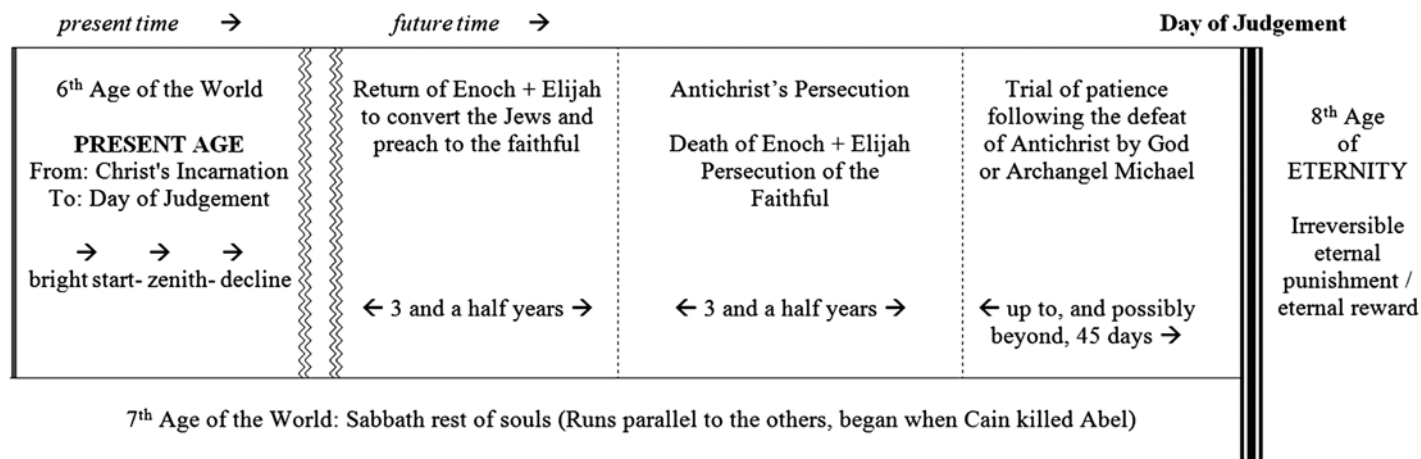 present time →
future time →
Day of Judgement
6th Age of the World
PRESENT AGE
From: Christ's Incarnation
To: Day of Judgement
→ → →
bright start- zenith- decline
Return of Enoch + Elijah
to convert the Jews and
preach to the faithful
← 3 and a half years →
Antichrist's Persecution
Death of Enoch + Elijah
Persecution of the
Faithful
← 3 and a half years →
Trial of patience
following the defeat
of Antichrist by God
or Archangel Michael
← up to, and possibly
beyond, 45 days →
8th Age
of
ETERNITY
Irreversible
eternal
punishment /
eternal reward
7th Age of the World: Sabbath rest of souls (Runs parallel to the others, began when Cain killed Abel)